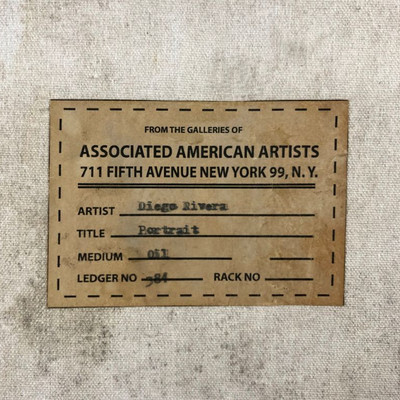 FROM THE GALLERIES OF
ASSOCIATED AMERICAN ARTISTS
711 FIFTH AVENUE NEW YORK 99, N. Y.
ARTIST Diego Rivera
TITLE Portrait
MEDIUM Oil
LEDGER NO 984 RACK NO